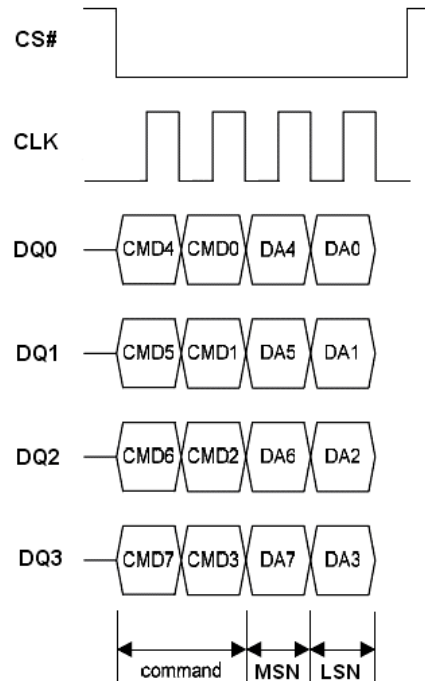 CS#
CLK
DQ0 CMD4 CMD0 DA4 DA0
DQ1 CMD5 CMD1 DA5 DA1
DQ2 CMD6 CMD2 DA6 DA2
DQ3 CMD7 CMD3 DA7 DA3
command MSN LSN